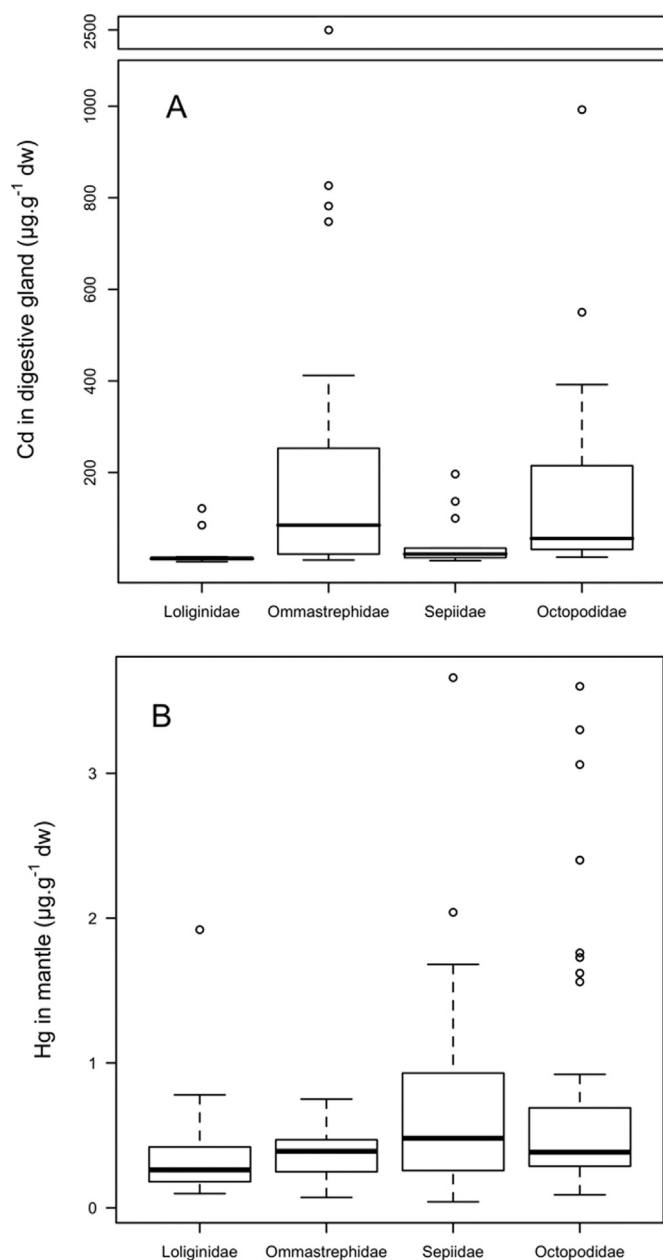 2500
A
1000
800
600
400
200
Cd in digestive gland (µg.g⁻¹ dw)
Loliginidae Ommastrephidae Sepiidae Octopodidae
B
3
2
1
0
Hg in mantle (µg.g⁻¹ dw)
Loliginidae Ommastrephidae Sepiidae Octopodidae